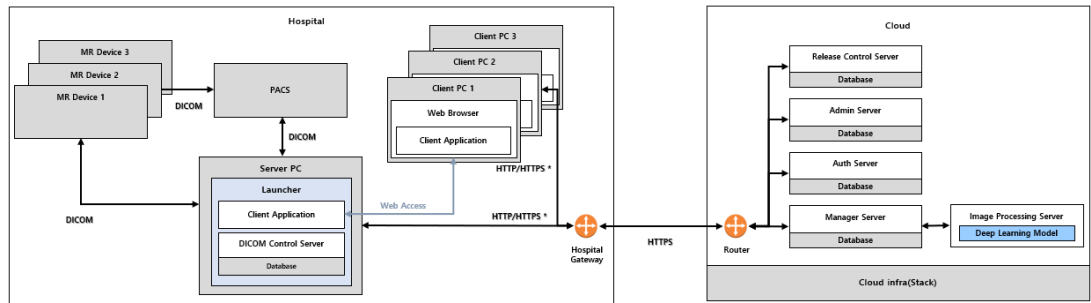 Hospital
MR Device 3
MR Device 2
MR Device 1
DICOM
PACS
DICOM
DICOM
Client PC 3
Client PC 2
Client PC 1
Web Browser
Client Application
HTTP/HTTPS *
Server PC
Launcher
Client Application
DICOM Control Server
Database
Web Access
HTTP/HTTPS *
Hospital
Gateway
HTTPS
Cloud
Router
Release Control Server
Database
Admin Server
Database
Auth Server
Database
Manager Server
Database
Image Processing Server
Deep Learning Model
Cloud infra(Stack)